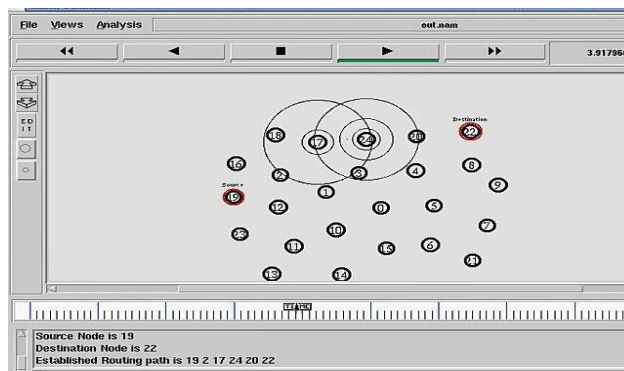 File Views Analysis out.nam
3.91796
E D I T
Destination
18 17 24 20 22
16 2 3 4 8 9
Source
19 1
12 0 5
23 10 7
11 15 6
13 14 21
TIME
Source Node is 19
Destination Node is 22
Established Routing path is 19 2 17 24 20 22